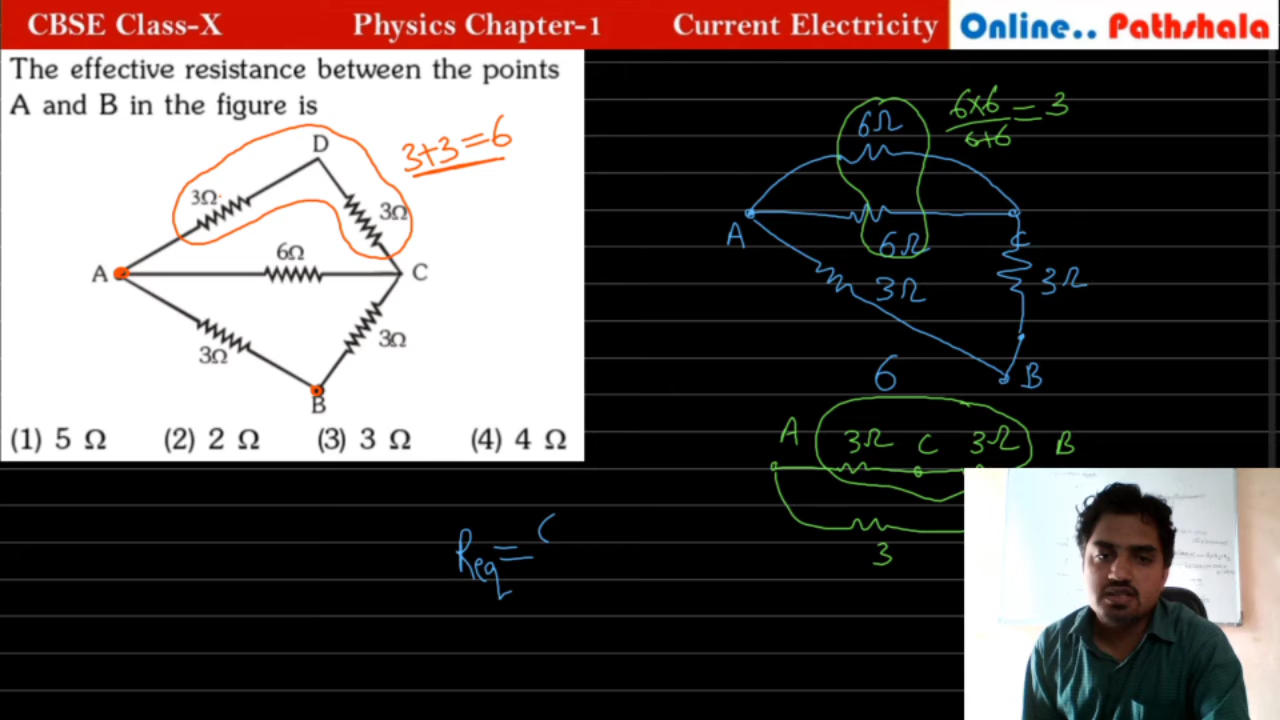 CBSE Class-X Physics Chapter-1 Current Electricity Online.. Pathshala
The effective resistance between the points
A and B in the figure is
D
3+3=6
3Ω
3Ω
6Ω
A
C
3Ω
3Ω
B
(1) 5 Ω (2) 2 Ω (3) 3 Ω (4) 4 Ω
6Ω
6×6/6+6 = 3
A
6Ω
C
3Ω
3Ω
B
6
A 3Ω C 3Ω B
3
Req =